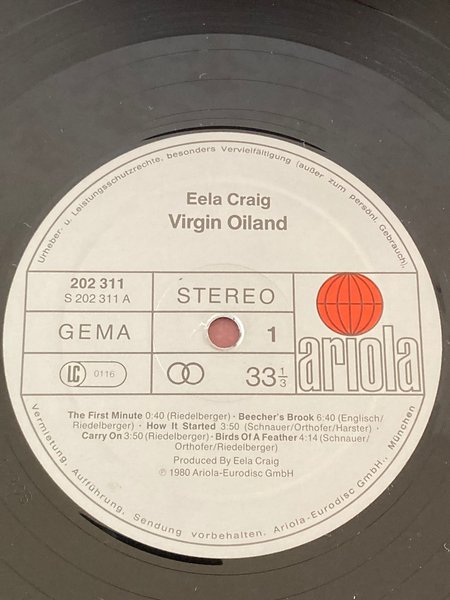 Urheber- u. Leistungsschutzrechte, besonders Vervielfältigung (außer zum persönl. Gebrauch),
Eela Craig
Virgin Oiland
202 311
S 202 311 A
STEREO
GEMA
1
LC 0116
33 1/3
ariola
The First Minute 0:40 (Riedelberger) · Beecher's Brook 6:40 (Englisch/
Riedelberger) · How It Started 3:50 (Schnauer/Orthofer/Harster) ·
Carry On 3:50 (Riedelberger) · Birds Of A Feather 4:14 (Schnauer/
Orthofer/Riedelberger)
Produced By Eela Craig
℗ 1980 Ariola-Eurodisc GmbH
Vermietung, Aufführung, Sendung vorbehalten. Ariola-Eurodisc GmbH., München